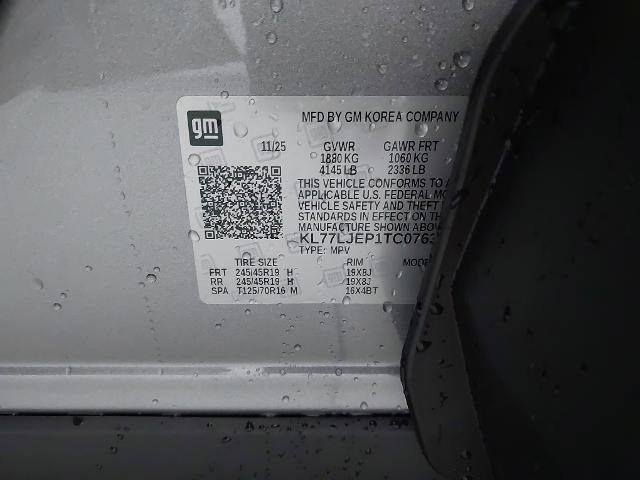 gm
MFD BY GM KOREA COMPANY
11/25 GVWR GAWR FRT
1880 KG 1060 KG
4145 LB 2336 LB
THIS VEHICLE CONFORMS TO
APPLICABLE U.S. FEDERAL
VEHICLE SAFETY AND THEFT
STANDARDS IN EFFECT ON
MANUFACTURE SHOWN ABOVE
KL77LJEP1TC076
TYPE: MPV
TIRE SIZE RIM
FRT 245/45R19 H 19X8J
RR 245/45R19 H 19X8J
SPA T125/70R16 M 16X4BT